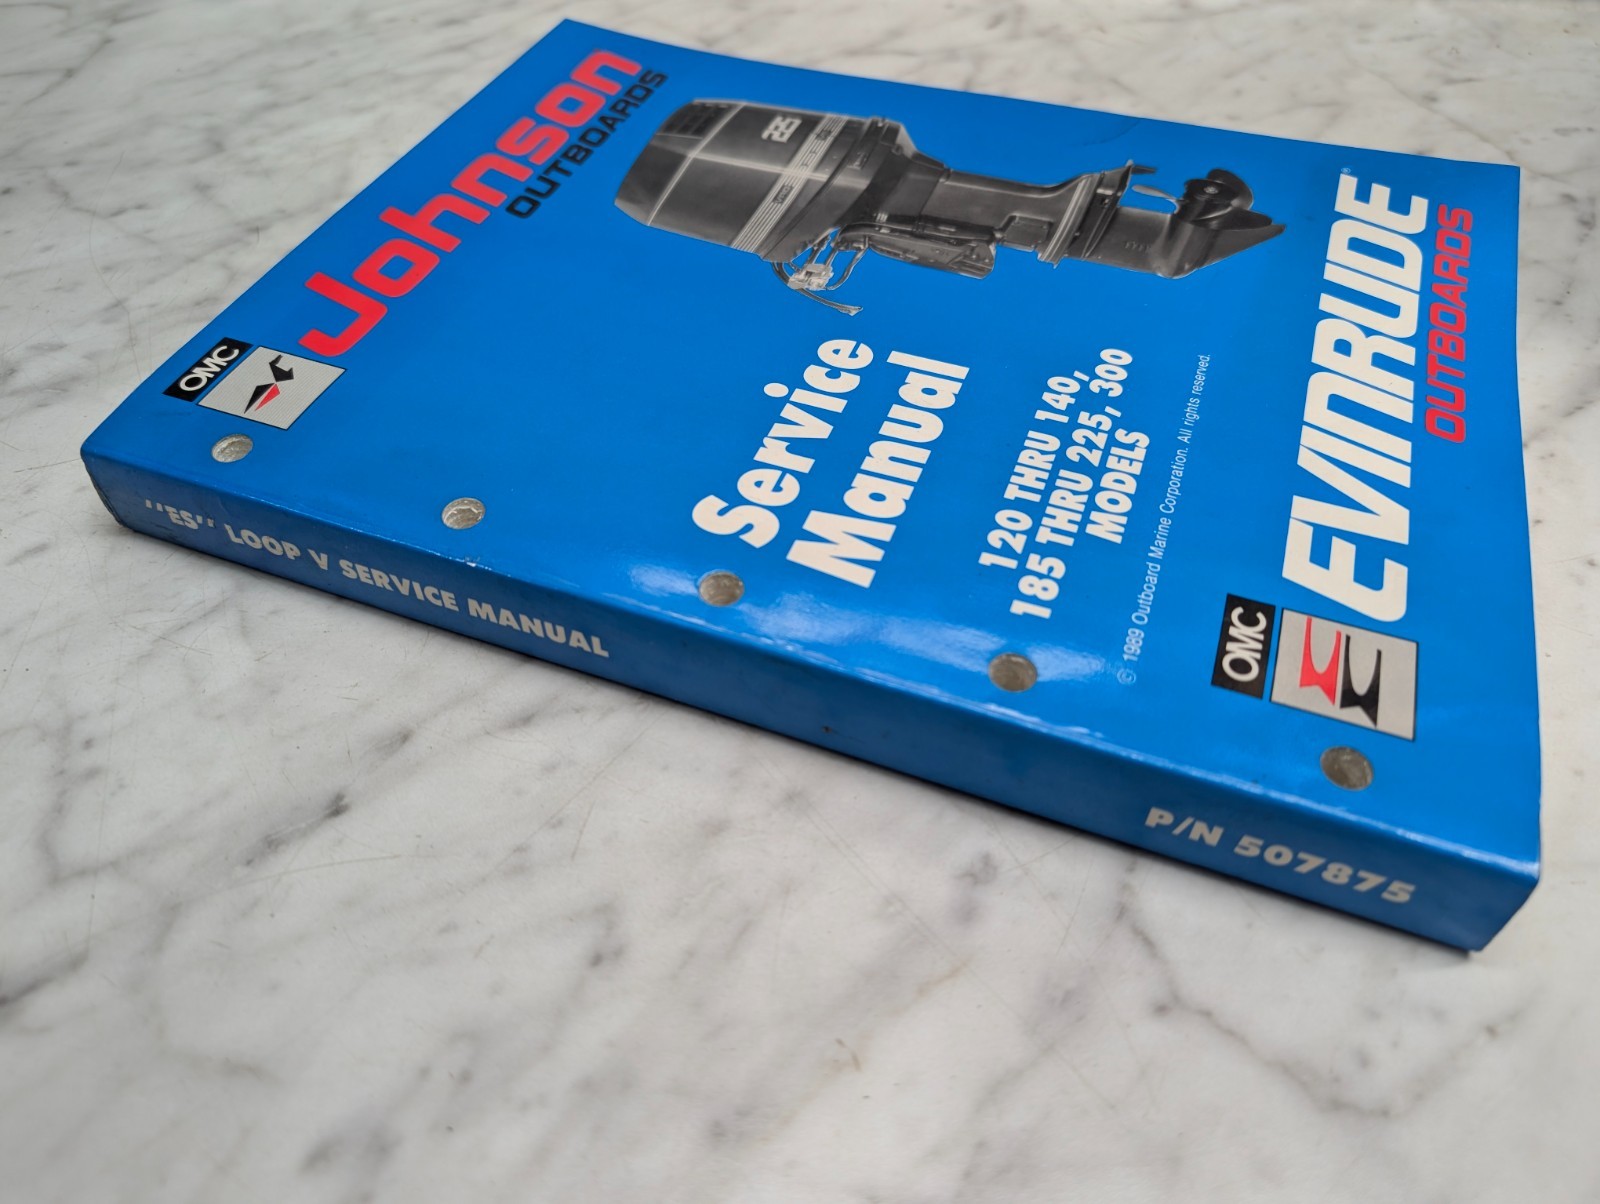 OMC
Johnson
OUTBOARDS
225
Service
Manual
120 THRU 140,
185 THRU 225, 300
MODELS
© 1989 Outboard Marine Corporation. All rights reserved.
OMC
EVINRUDE®
OUTBOARDS
"ES" LOOP V SERVICE MANUAL
P/N 507875